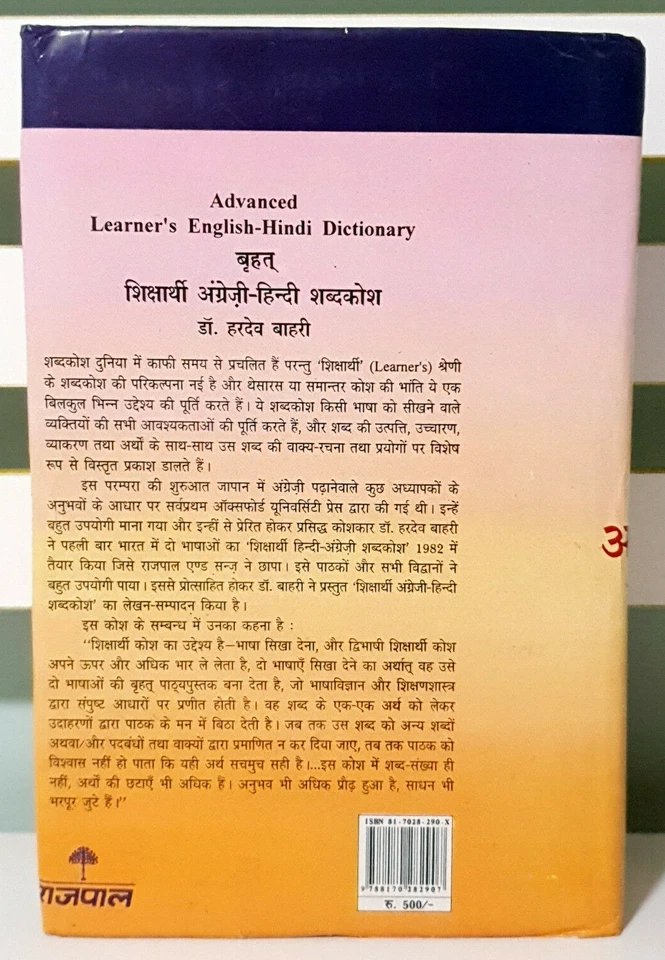 Advanced
Learner's English-Hindi Dictionary
बृहत्
शिक्षार्थी अंग्रेज़ी-हिन्दी शब्दकोश
डॉ. हरदेव बाहरी
शब्दकोश दुनिया में काफी समय से प्रचलित हैं परन्तु 'शिक्षार्थी' (Learner's) श्रेणी
के शब्दकोश की परिकल्पना नई है और थेसारस या समान्तर कोश की भांति ये एक
बिलकुल भिन्न उद्देश्य की पूर्ति करते हैं। ये शब्दकोश किसी भाषा को सीखने वाले
व्यक्तियों की सभी आवश्यकताओं की पूर्ति करते हैं, और शब्द की उत्पत्ति, उच्चारण,
व्याकरण तथा अर्थों के साथ-साथ उस शब्द की वाक्य-रचना तथा प्रयोगों पर विशेष
रूप से विस्तृत प्रकाश डालते हैं।
इस परम्परा की शुरुआत जापान में अंग्रेज़ी पढ़ानेवाले कुछ अध्यापकों के
अनुभवों के आधार पर सर्वप्रथम ऑक्सफोर्ड यूनिवर्सिटी प्रेस द्वारा की गई थी। इन्हें
बहुत उपयोगी माना गया और इन्हीं से प्रेरित होकर प्रसिद्ध कोशकार डॉ. हरदेव बाहरी
ने पहली बार भारत में दो भाषाओं का 'शिक्षार्थी हिन्दी-अंग्रेज़ी शब्दकोश' 1982 में
तैयार किया जिसे राजपाल एण्ड सन्ज़ ने छापा। इसे पाठकों और सभी विद्वानों ने
बहुत उपयोगी पाया। इससे प्रोत्साहित होकर डॉ. बाहरी ने प्रस्तुत 'शिक्षार्थी अंग्रेज़ी-हिन्दी
शब्दकोश' का लेखन-सम्पादन किया है।
इस कोश के सम्बन्ध में उनका कहना है :
"शिक्षार्थी कोश का उद्देश्य है–भाषा सिखा देना, और द्विभाषी शिक्षार्थी कोश
अपने ऊपर और अधिक भार ले लेता है, दो भाषाएँ सिखा देने का अर्थात् वह उसे
दो भाषाओं की बृहत् पाठ्यपुस्तक बना देता है, जो भाषाविज्ञान और शिक्षणशास्त्र
द्वारा संपुष्ट आधारों पर प्रणीत होती है। वह शब्द के एक-एक अर्थ को लेकर
उदाहरणों द्वारा पाठक के मन में बिठा देती है। जब तक उस शब्द को अन्य शब्दों
अथवा/और पदबंधों तथा वाक्यों द्वारा प्रमाणित न कर दिया जाए, तब तक पाठक को
विश्वास नहीं हो पाता कि यही अर्थ सचमुच सही है।...इस कोश में शब्द-संख्या ही
नहीं, अर्थों की छटाएँ भी अधिक हैं। अनुभव भी अधिक प्रौढ़ हुआ है, साधन भी
भरपूर जुटे हैं।"
ISBN 81-7028-290-X
9 788170 282907
रु. 500/-
राजपाल